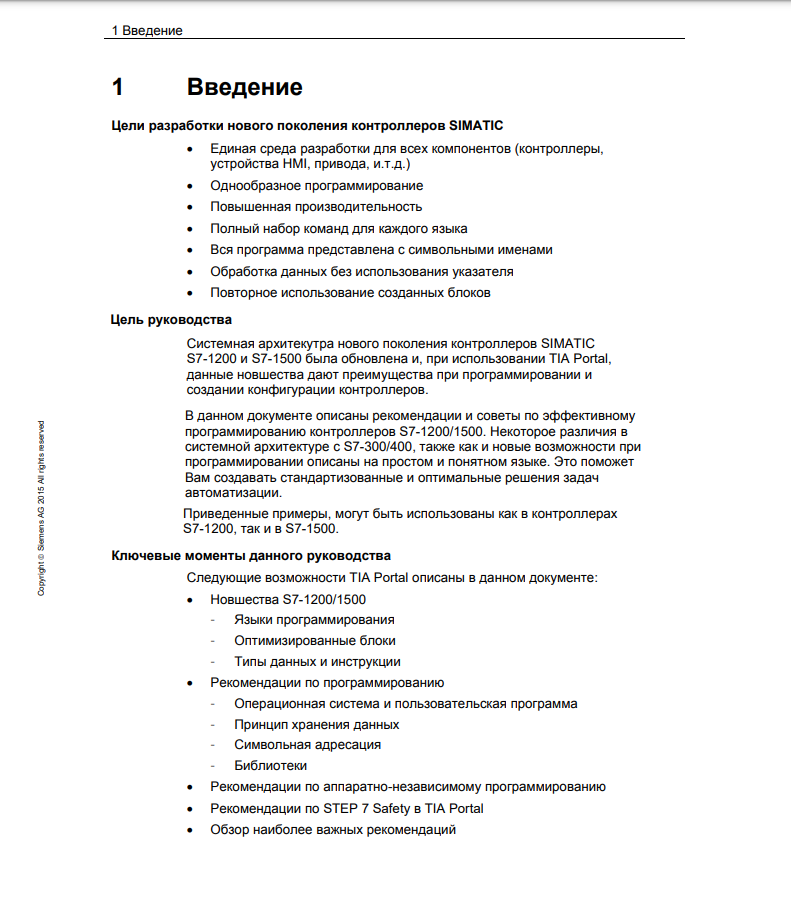 1 Введение
1 Введение
Цели разработки нового поколения контроллеров SIMATIC
• Единая среда разработки для всех компонентов (контроллеры,
устройства HMI, привода, и.т.д.)
• Однообразное программирование
• Повышенная производительность
• Полный набор команд для каждого языка
• Вся программа представлена с символьными именами
• Обработка данных без использования указателя
• Повторное использование созданных блоков
Цель руководства
Системная архитекутра нового поколения контроллеров SIMATIC
S7-1200 и S7-1500 была обновлена и, при использовании TIA Portal,
данные новшества дают преимущества при программировании и
создании конфигурации контроллеров.
В данном документе описаны рекомендации и советы по эффективному
программированию контроллеров S7-1200/1500. Некоторое различия в
системной архитектуре с S7-300/400, также как и новые возможности при
программировании описаны на простом и понятном языке. Это поможет
Вам создавать стандартизованные и оптимальные решения задач
автоматизации.
Приведенные примеры, могут быть использованы как в контроллерах
S7-1200, так и в S7-1500.
Ключевые моменты данного руководства
Следующие возможности TIA Portal описаны в данном документе:
• Новшества S7-1200/1500
- Языки программирования
- Оптимизированные блоки
- Типы данных и инструкции
• Рекомендации по программированию
- Операционная система и пользовательская программа
- Принцип хранения данных
- Символьная адресация
- Библиотеки
• Рекомендации по аппаратно-независимому программированию
• Рекомендации по STEP 7 Safety в TIA Portal
• Обзор наиболее важных рекомендаций
Copyright © Siemens AG 2015 All rights reserved